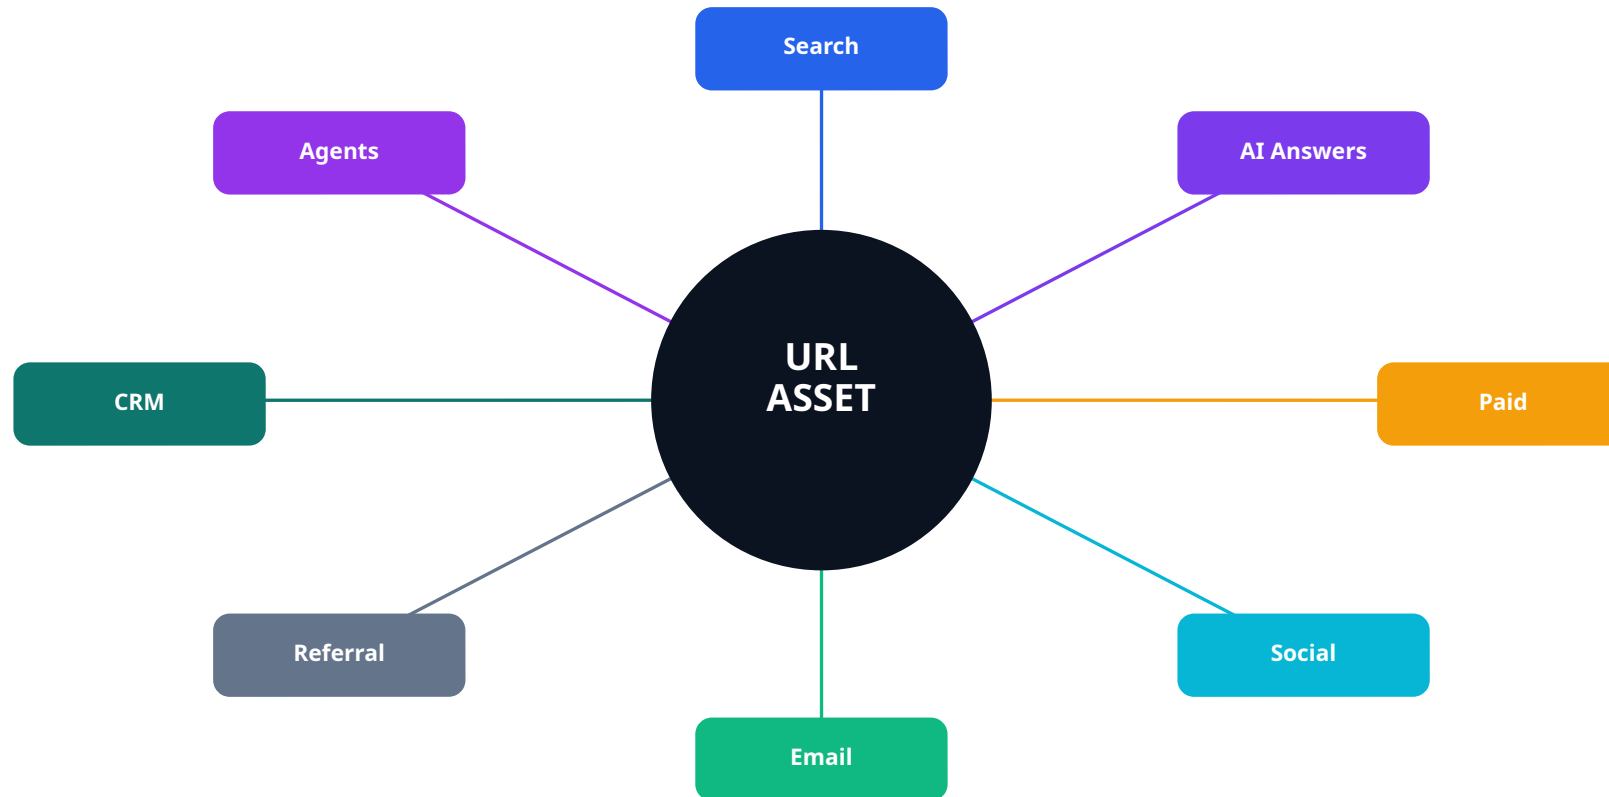 Search
Agents
AI Answers
URL
ASSET
CRM
Paid
Referral
Social
Email